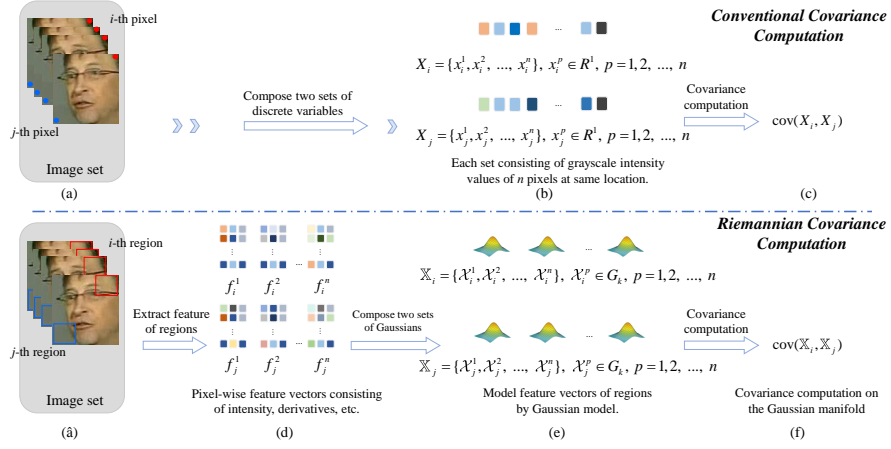 i-th pixel
j-th pixel
Image set
(a)
Compose two sets of
discrete variables
...
X_i = {x_i^1, x_i^2, ..., x_i^n}, x_i^p ∈ R^1, p = 1, 2, ..., n
...
X_j = {x_j^1, x_j^2, ..., x_j^n}, x_j^p ∈ R^1, p = 1, 2, ..., n
Each set consisting of grayscale intensity
values of n pixels at same location.
(b)
Conventional Covariance
Computation
Covariance
computation
cov(X_i, X_j)
(c)
i-th region
j-th region
Image set
(â)
Extract feature
of regions
⋮ ⋮ ... ⋮
f_i^1 f_i^2 f_i^n
⋮ ⋮ ... ⋮
f_j^1 f_j^2 f_j^n
Pixel-wise feature vectors consisting
of intensity, derivatives, etc.
(d)
Compose two sets
of Gaussians
...
𝕏_i = {𝒳_i^1, 𝒳_i^2, ..., 𝒳_i^n}, 𝒳_i^p ∈ G_k, p = 1, 2, ..., n
...
𝕏_j = {𝒳_j^1, 𝒳_j^2, ..., 𝒳_j^n}, 𝒳_j^p ∈ G_k, p = 1, 2, ..., n
Model feature vectors of regions
by Gaussian model.
(e)
Riemannian Covariance
Computation
Covariance
computation
cov(𝕏_i, 𝕏_j)
Covariance computation on
the Gaussian manifold
(f)